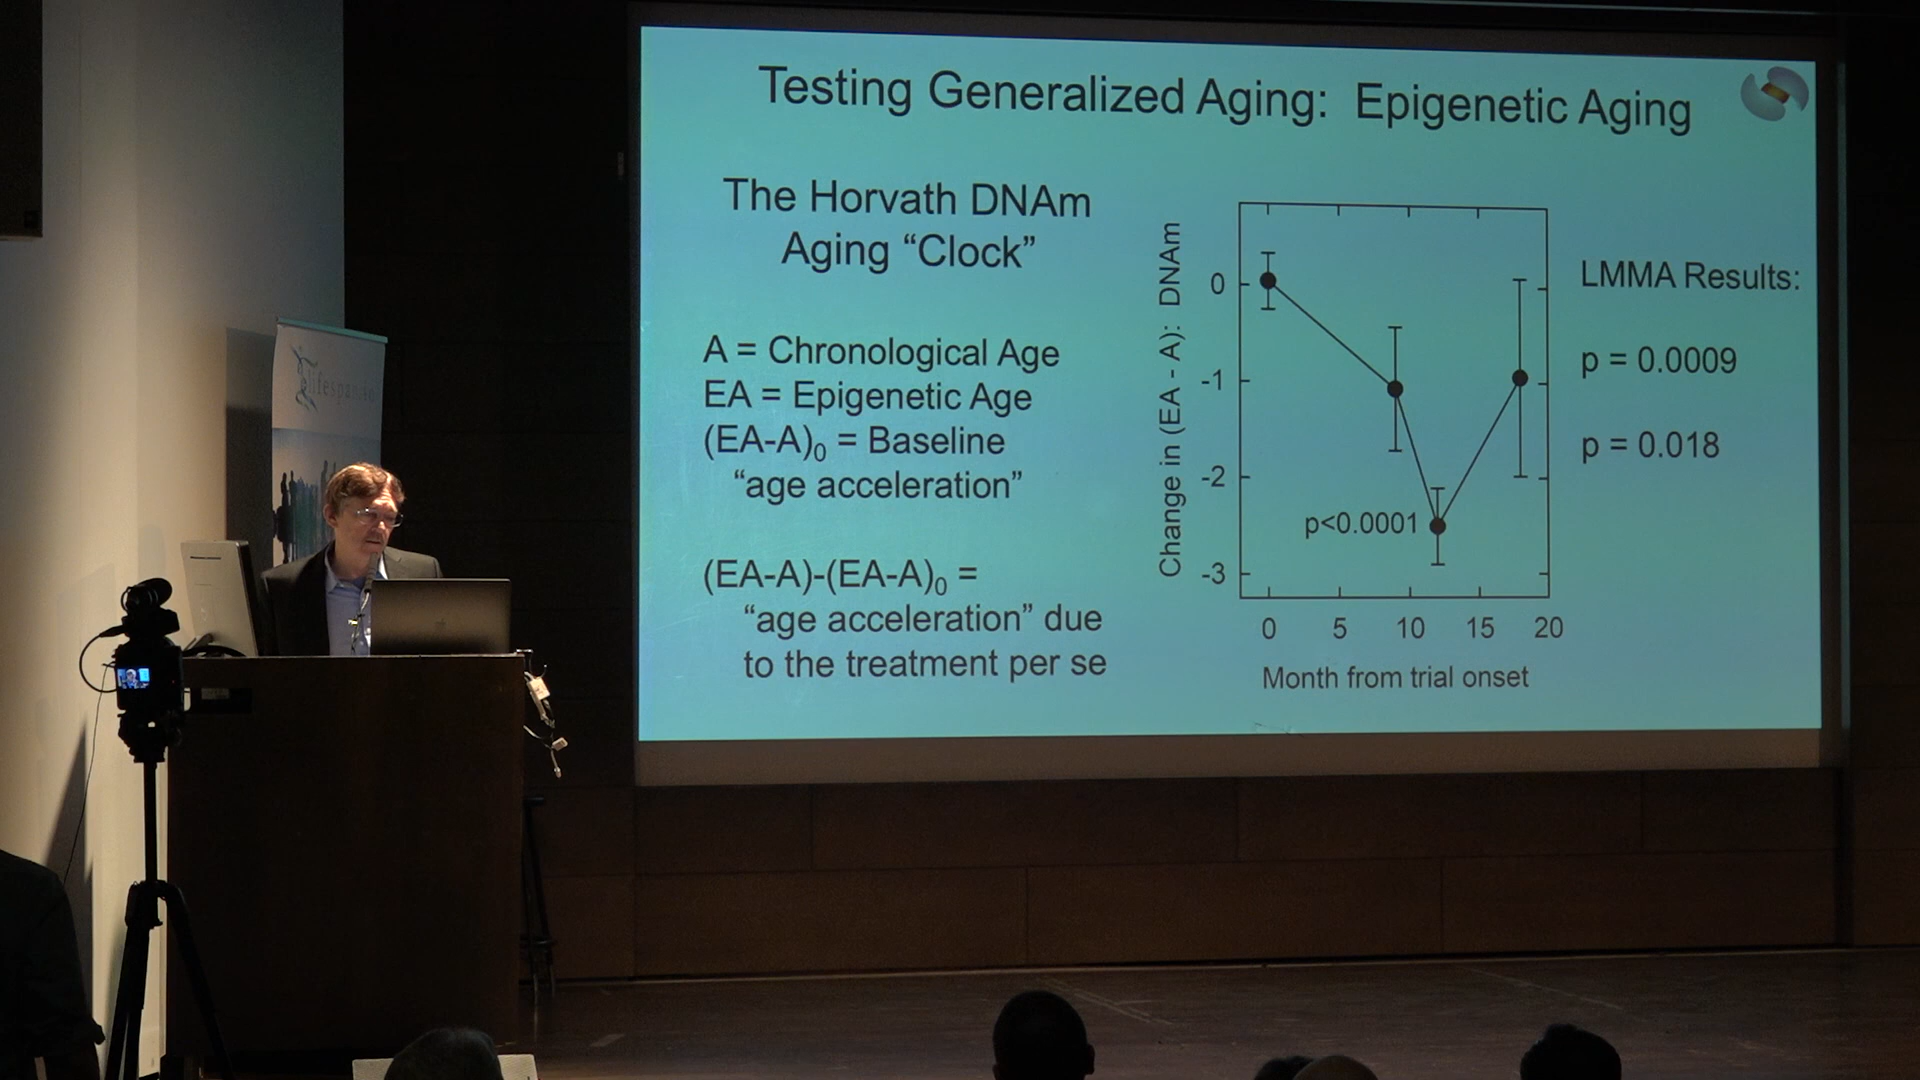 Testing Generalized Aging: Epigenetic Aging
The Horvath DNAm
Aging “Clock”
A = Chronological Age
EA = Epigenetic Age
(EA-A)₀ = Baseline
“age acceleration”
(EA-A)-(EA-A)₀ =
“age acceleration” due
to the treatment per se
Change in (EA - A): DNAm
0
-1
-2
-3
p<0.0001
0 5 10 15 20
Month from trial onset
LMMA Results:
p = 0.0009
p = 0.018